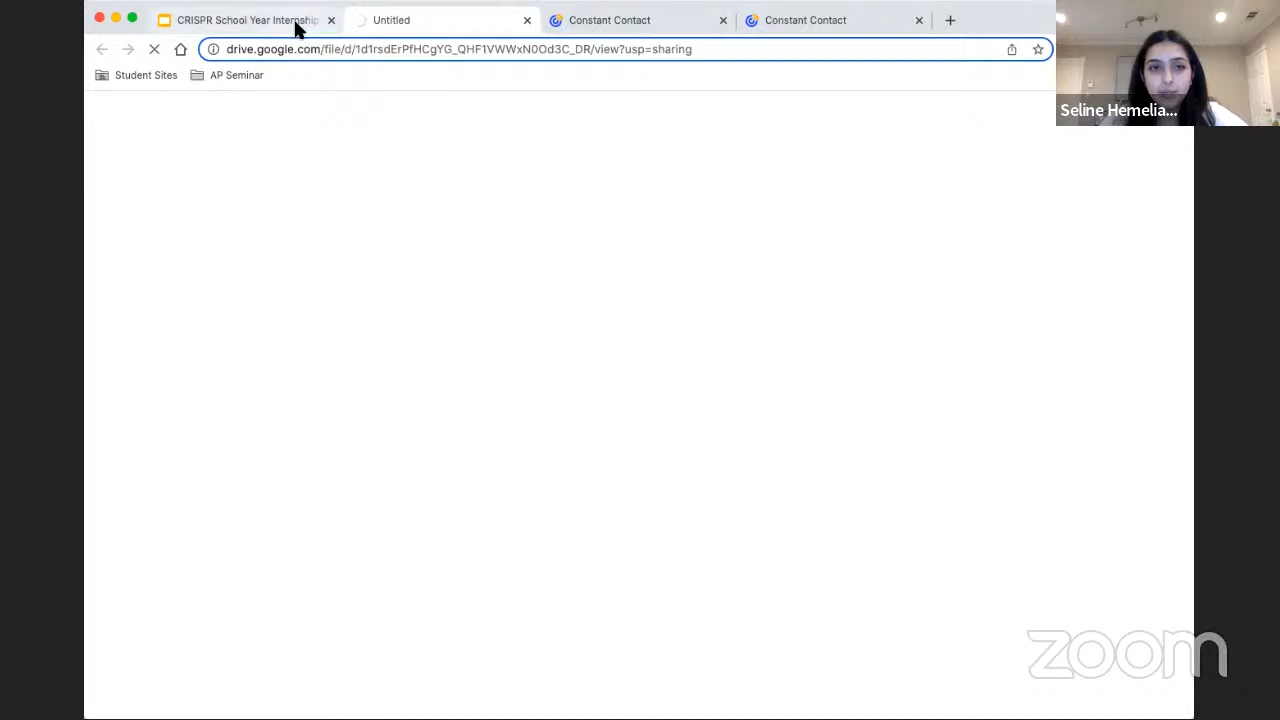 CRISPR School Year Internship
Untitled
Constant Contact
Constant Contact
drive.google.com/file/d/1d1rsdErPfHCgYG_QHF1VWWxN0Od3C_DR/view?usp=sharing
Student Sites
AP Seminar
Seline Hemelia...
zoom